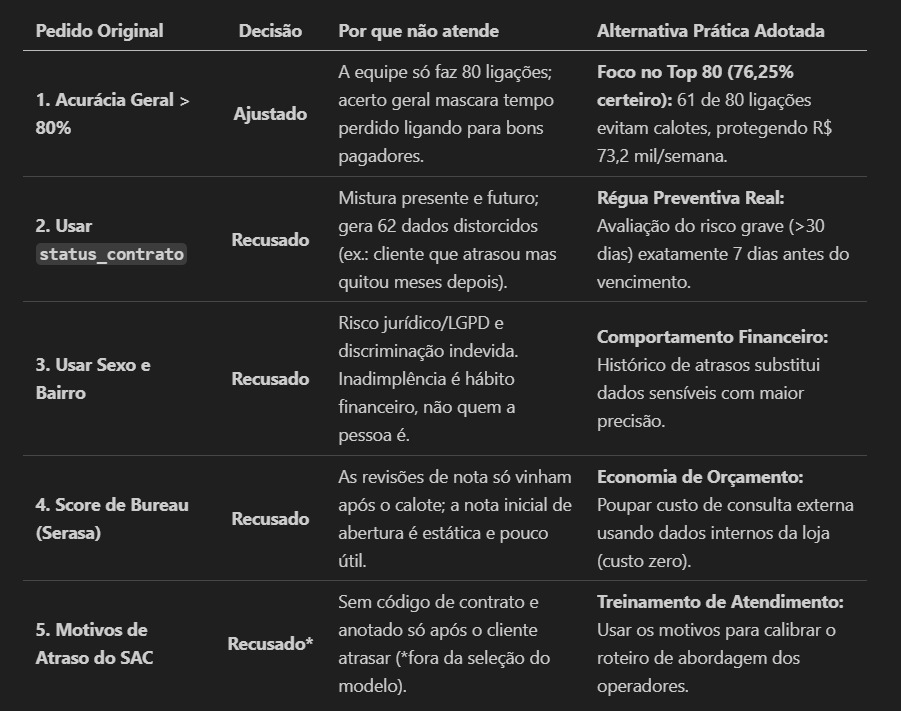 Pedido Original Decisão Por que não atende Alternativa Prática Adotada
1. Acurácia Geral >
80%
Ajustado
A equipe só faz 80 ligações;
acerto geral mascara tempo
perdido ligando para bons
pagadores.
Foco no Top 80 (76,25%
certeiro): 61 de 80 ligações
evitam calotes, protegendo R$
73,2 mil/semana.
2. Usar
status_contrato
Recusado
Mistura presente e futuro;
gera 62 dados distorcidos
(ex.: cliente que atrasou mas
quitou meses depois).
Régua Preventiva Real:
Avaliação do risco grave (>30
dias) exatamente 7 dias antes do
vencimento.
3. Usar Sexo e
Bairro
Recusado
Risco jurídico/LGPD e
discriminação indevida.
Inadimplência é hábito
financeiro, não quem a
pessoa é.
Comportamento Financeiro:
Histórico de atrasos substitui
dados sensíveis com maior
precisão.
4. Score de Bureau
(Serasa)
Recusado
As revisões de nota só vinham
após o calote; a nota inicial de
abertura é estática e pouco
útil.
Economia de Orçamento:
Poupar custo de consulta externa
usando dados internos da loja
(custo zero).
5. Motivos de
Atraso do SAC
Recusado*
Sem código de contrato e
anotado só após o cliente
atrasar (*fora da seleção do
modelo).
Treinamento de Atendimento:
Usar os motivos para calibrar o
roteiro de abordagem dos
operadores.